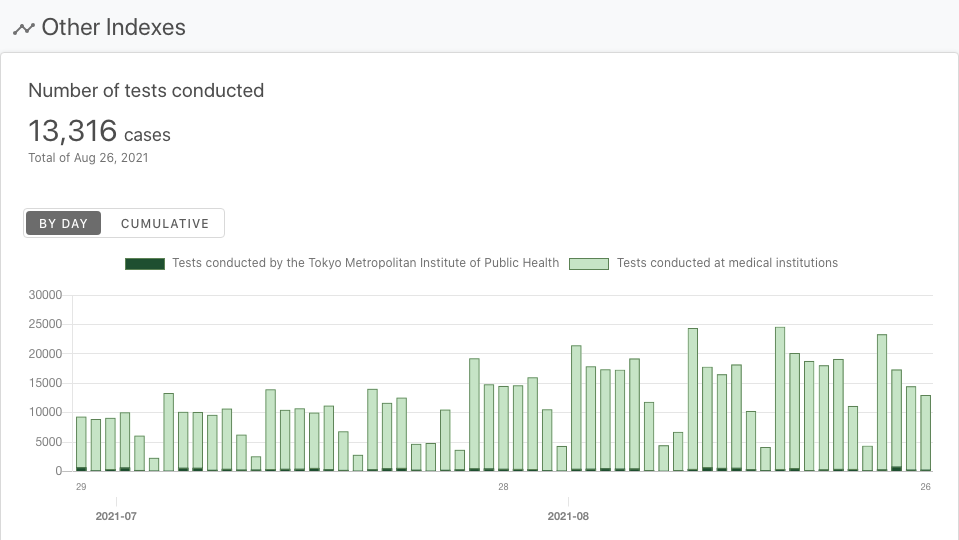 Other Indexes
Number of tests conducted
13,316 cases
Total of Aug 26, 2021
BY DAY CUMULATIVE
Tests conducted by the Tokyo Metropolitan Institute of Public Health Tests conducted at medical institutions
30000
25000
20000
15000
10000
5000
0
29 28 26
2021-07 2021-08